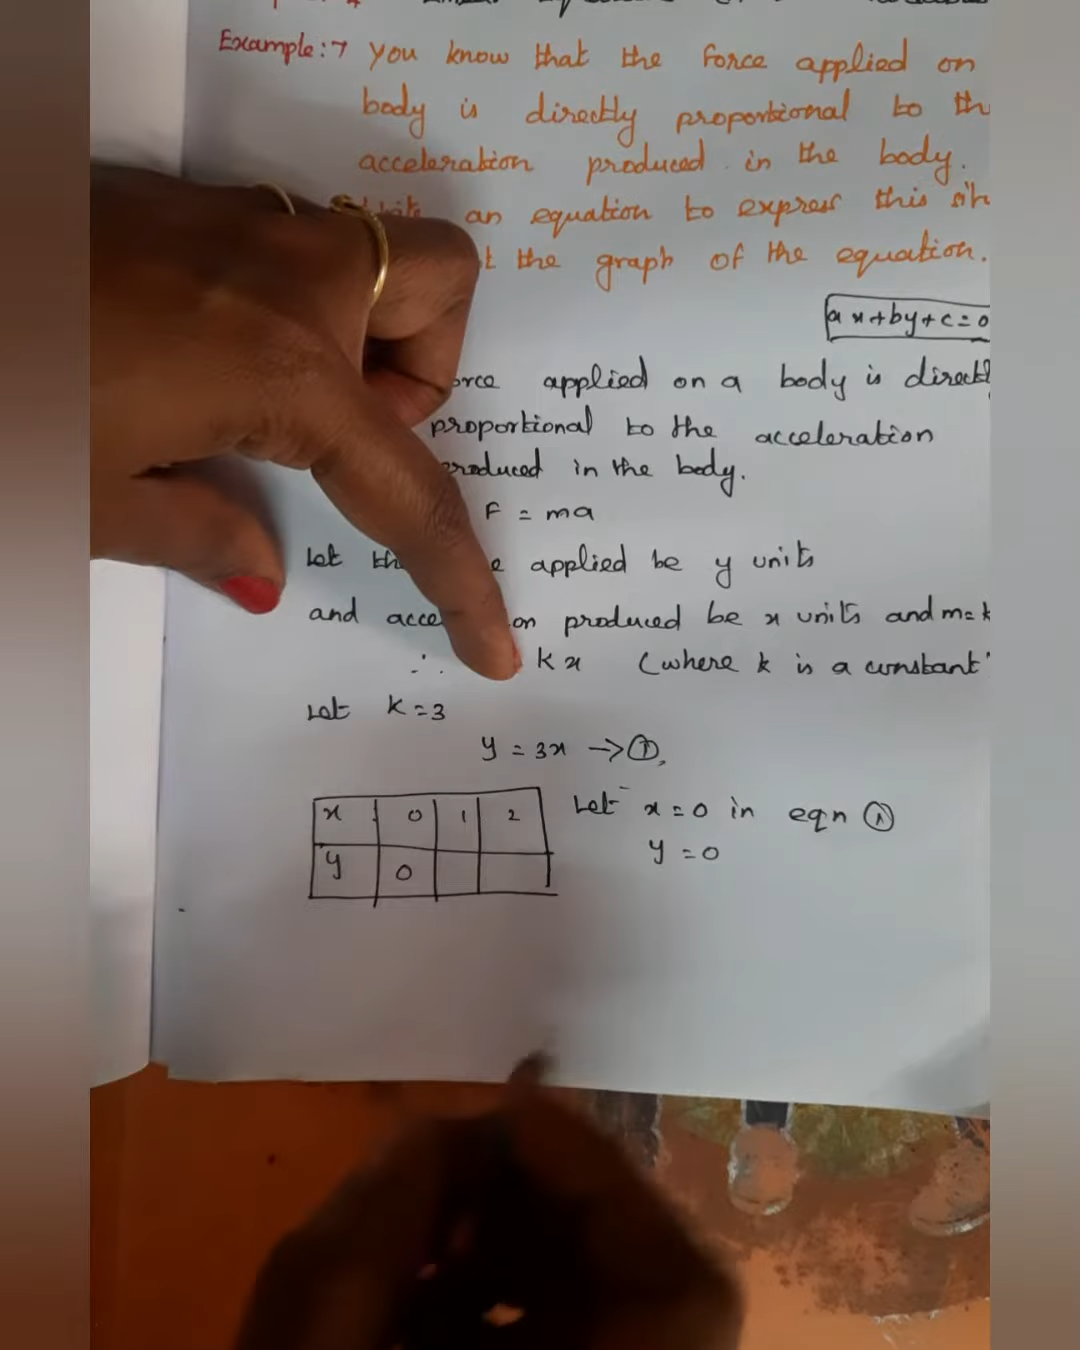 Example:7 you know that the force applied on
body is directly proportional to th
acceleration produced in the body.
an equation to express this
the graph of the equation.
ax+by+c=0
applied on a body is directly
proportional to the acceleration
produced in the body.
F = ma
Let applied be y units
and produced be x units and m=k
∴ kx (where k is a constant
Let k=3
y = 3x → ①,
x 0 1 2
y 0
Let x = 0 in eqn ①
y = 0